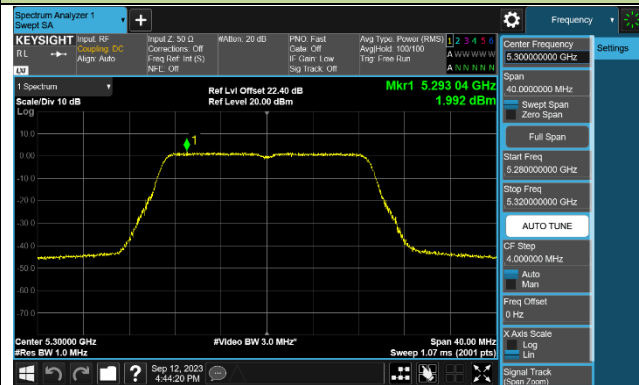 Spectrum Analyzer 1
Swept SA
Frequency
KEYSIGHT
RL
Input: RF
Coupling: DC
Align: Auto
Input Z: 50 Ω
Corrections: Off
Freq Ref: Int (S)
NFE: Off
#Atten: 20 dB
PNO: Fast
Gate: Off
IF Gain: Low
Sig Track: Off
Avg Type: Power (RMS)
Avg|Hold: 100/100
Trig: Free Run
1 2 3 4 5 6
A W W W W W
A N N N N N
LXI
1 Spectrum
Scale/Div 10 dB
Log
Ref Lvl Offset 22.40 dB
Ref Level 20.00 dBm
Mkr1 5.293 04 GHz
1.992 dBm
1
10.0
0.00
-10.0
-20.0
-30.0
-40.0
-50.0
-60.0
-70.0
Center 5.30000 GHz
#Res BW 1.0 MHz
#Video BW 3.0 MHz*
Span 40.00 MHz
Sweep 1.07 ms (2001 pts)
Sep 12, 2023
4:44:20 PM
Center Frequency
5.300000000 GHz
Span
40.0000000 MHz
Swept Span
Zero Span
Full Span
Start Freq
5.280000000 GHz
Stop Freq
5.320000000 GHz
AUTO TUNE
CF Step
4.000000 MHz
Auto
Man
Freq Offset
0 Hz
X Axis Scale
Log
Lin
Signal Track
(Span Zoom)
Settings